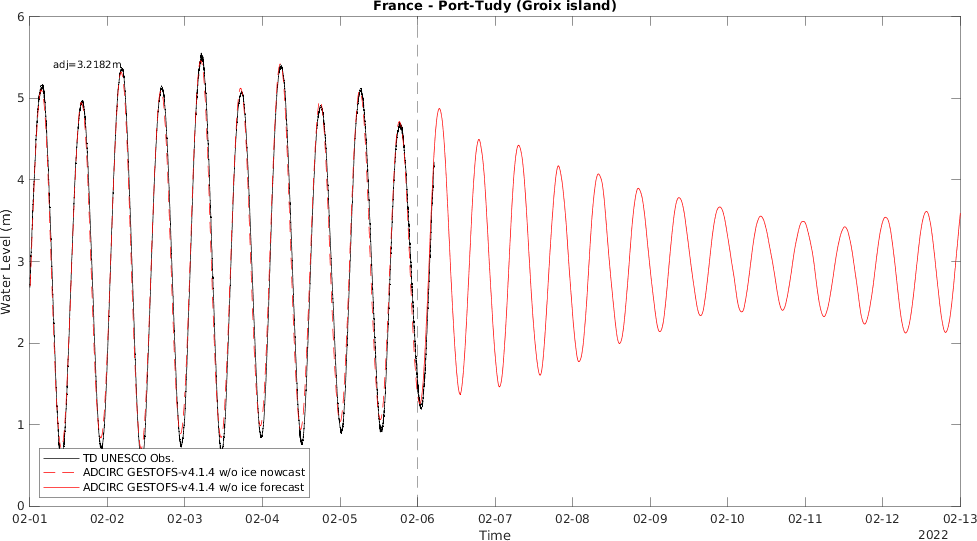 France - Port-Tudy (Groix island)
adj=3.2182m
Water Level (m)
6
5
4
3
2
1
0
TD UNESCO Obs.
ADCIRC GESTOFS-v4.1.4 w/o ice nowcast
ADCIRC GESTOFS-v4.1.4 w/o ice forecast
02-01 02-02 02-03 02-04 02-05 02-06 02-07 02-08 02-09 02-10 02-11 02-12 02-13
Time
2022